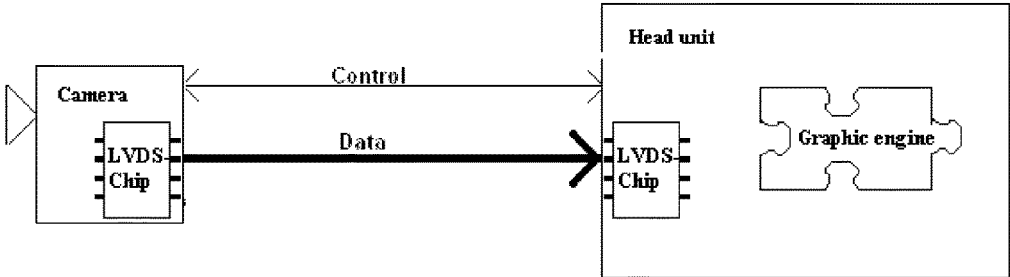 Head unit
Control
Camera
Data
Graphic engine
LVDS
Chip
LVDS
Chip